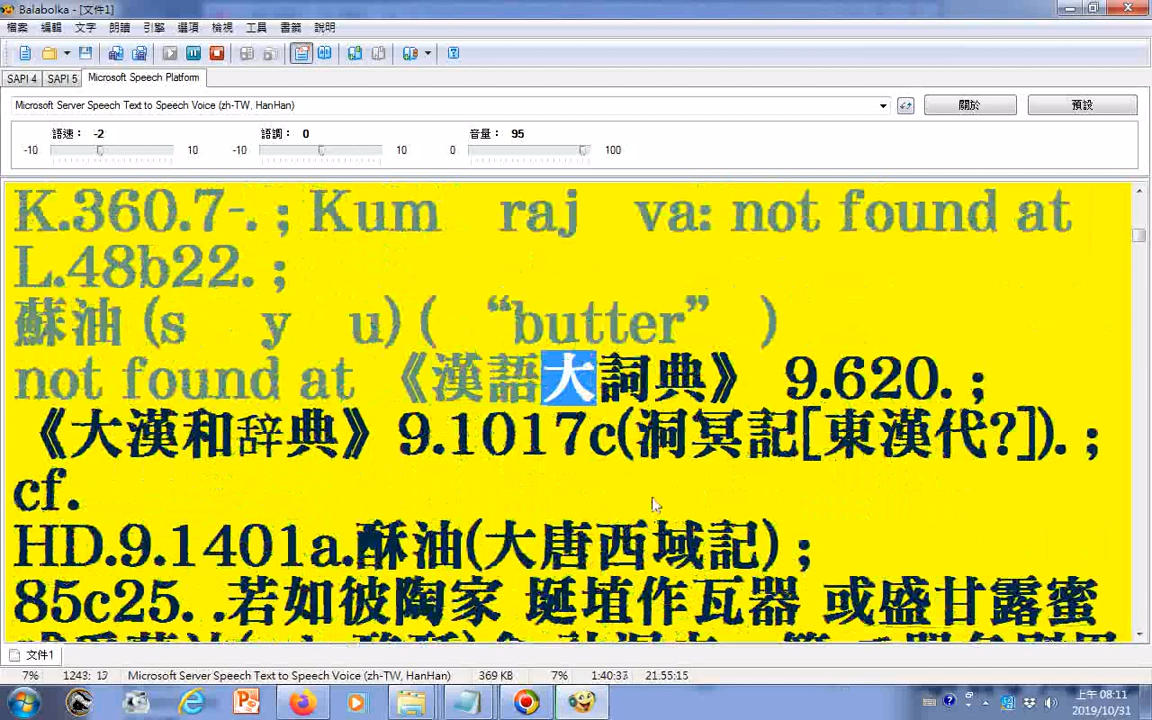 Balabolka - [文件1]
檔案 編輯 文字 朗讀 引擎 選項 檢視 工具 書籤 說明
SAPI 4 SAPI 5 Microsoft Speech Platform
Microsoft Server Speech Text to Speech Voice (zh-TW, HanHan) 關於 預設
語速： -2 語調： 0 音量： 95
-10 10 -10 10 0 100
K.360.7-. ; Kum raj va: not found at
L.48b22. ;
蘇油 (s y u) ( “butter” )
not found at 《漢語大詞典》 9.620. ;
《大漢和辞典》 9.1017c(洞冥記[東漢代?]). ;
cf.
HD.9.1401a.酥油(大唐西域記) ;
85c25. .若如彼陶家 埏埴作瓦器 或盛甘露蜜
文件1
7% 1243: 17 Microsoft Server Speech Text to Speech Voice (zh-TW, HanHan) 369 KB 7% 1:40:33 21:55:15
上午 08:11
2019/10/31